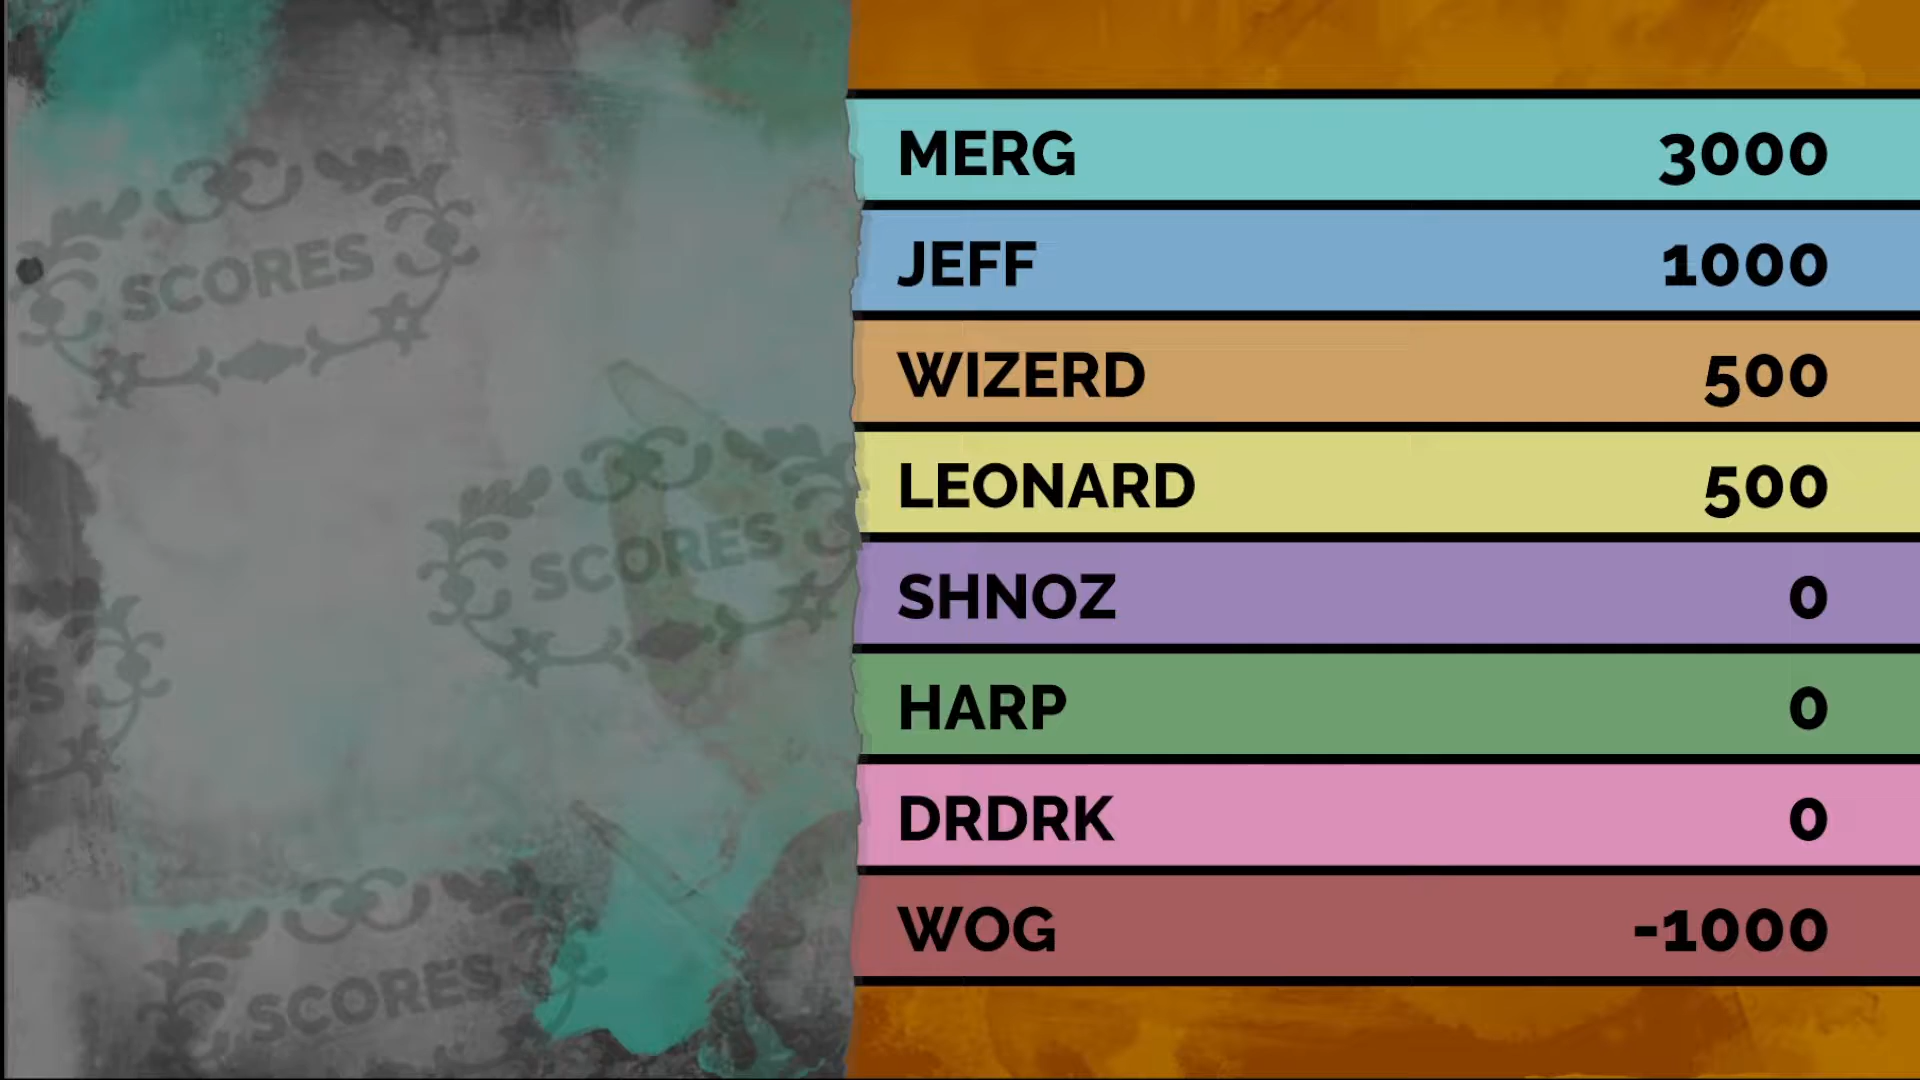 SCORES
MERG 3000
JEFF 1000
WIZERD 500
LEONARD 500
SCORES
SHNOZ 0
HARP 0
ES
DRDRK 0
WOG -1000
SCORES